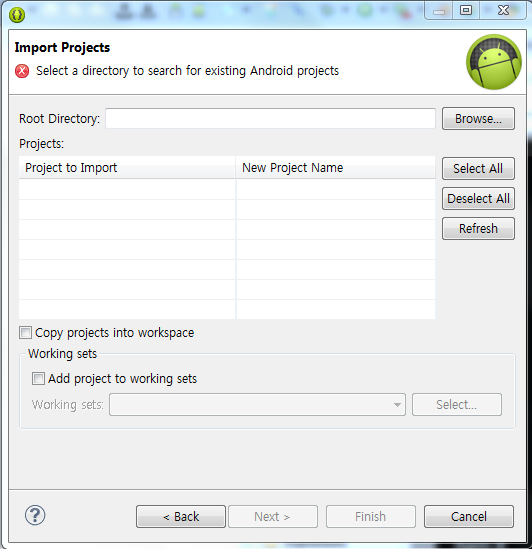 Import Projects
Select a directory to search for existing Android projects
Root Directory:
Browse...
Projects:
Project to Import
New Project Name
Select All
Deselect All
Refresh
Copy projects into workspace
Working sets
Add project to working sets
Working sets:
Select...
?
< Back
Next >
Finish
Cancel